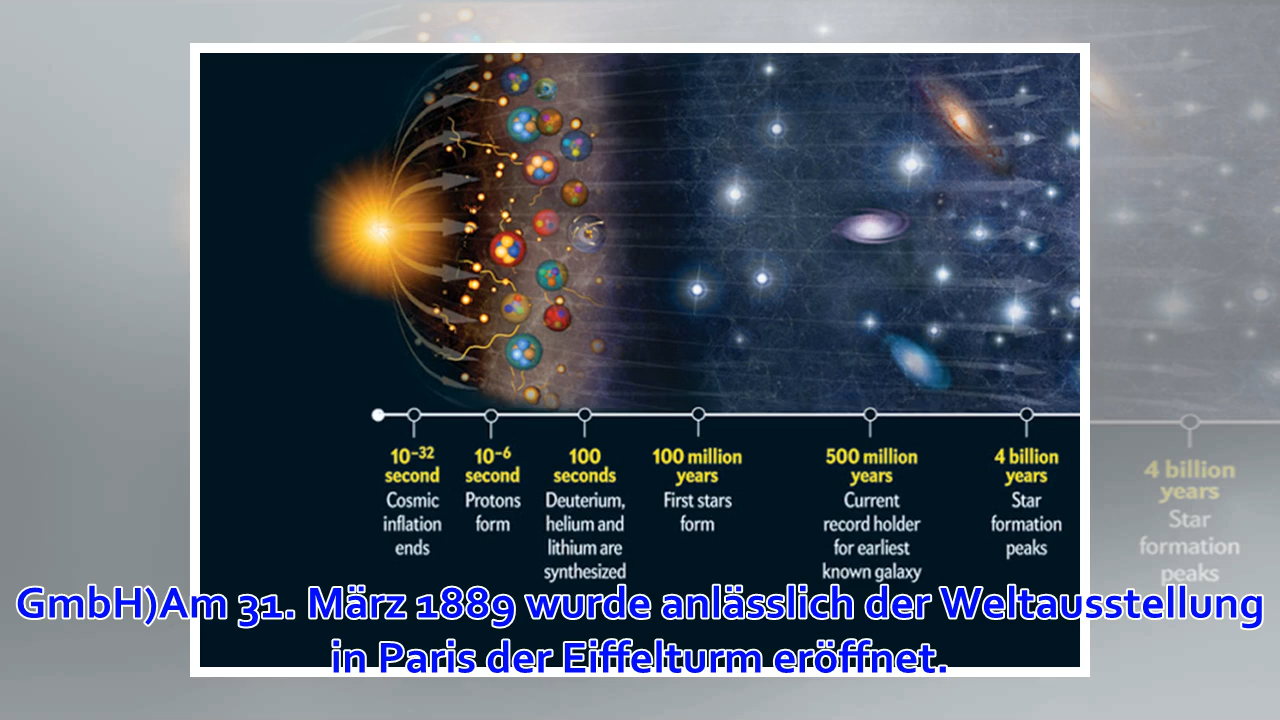 10⁻³²
second
Cosmic
inflation
ends
10⁻⁶
second
Protons
form
100
seconds
Deuterium,
helium and
lithium are
synthesized
100 million
years
First stars
form
500 million
years
Current
record holder
for earliest
known galaxy
4 billion
years
Star
formation
peaks
4 billion
years
Star
formation
peaks
GmbH)Am 31. März 1889 wurde anlässlich der Weltausstellung
in Paris der Eiffelturm eröffnet.